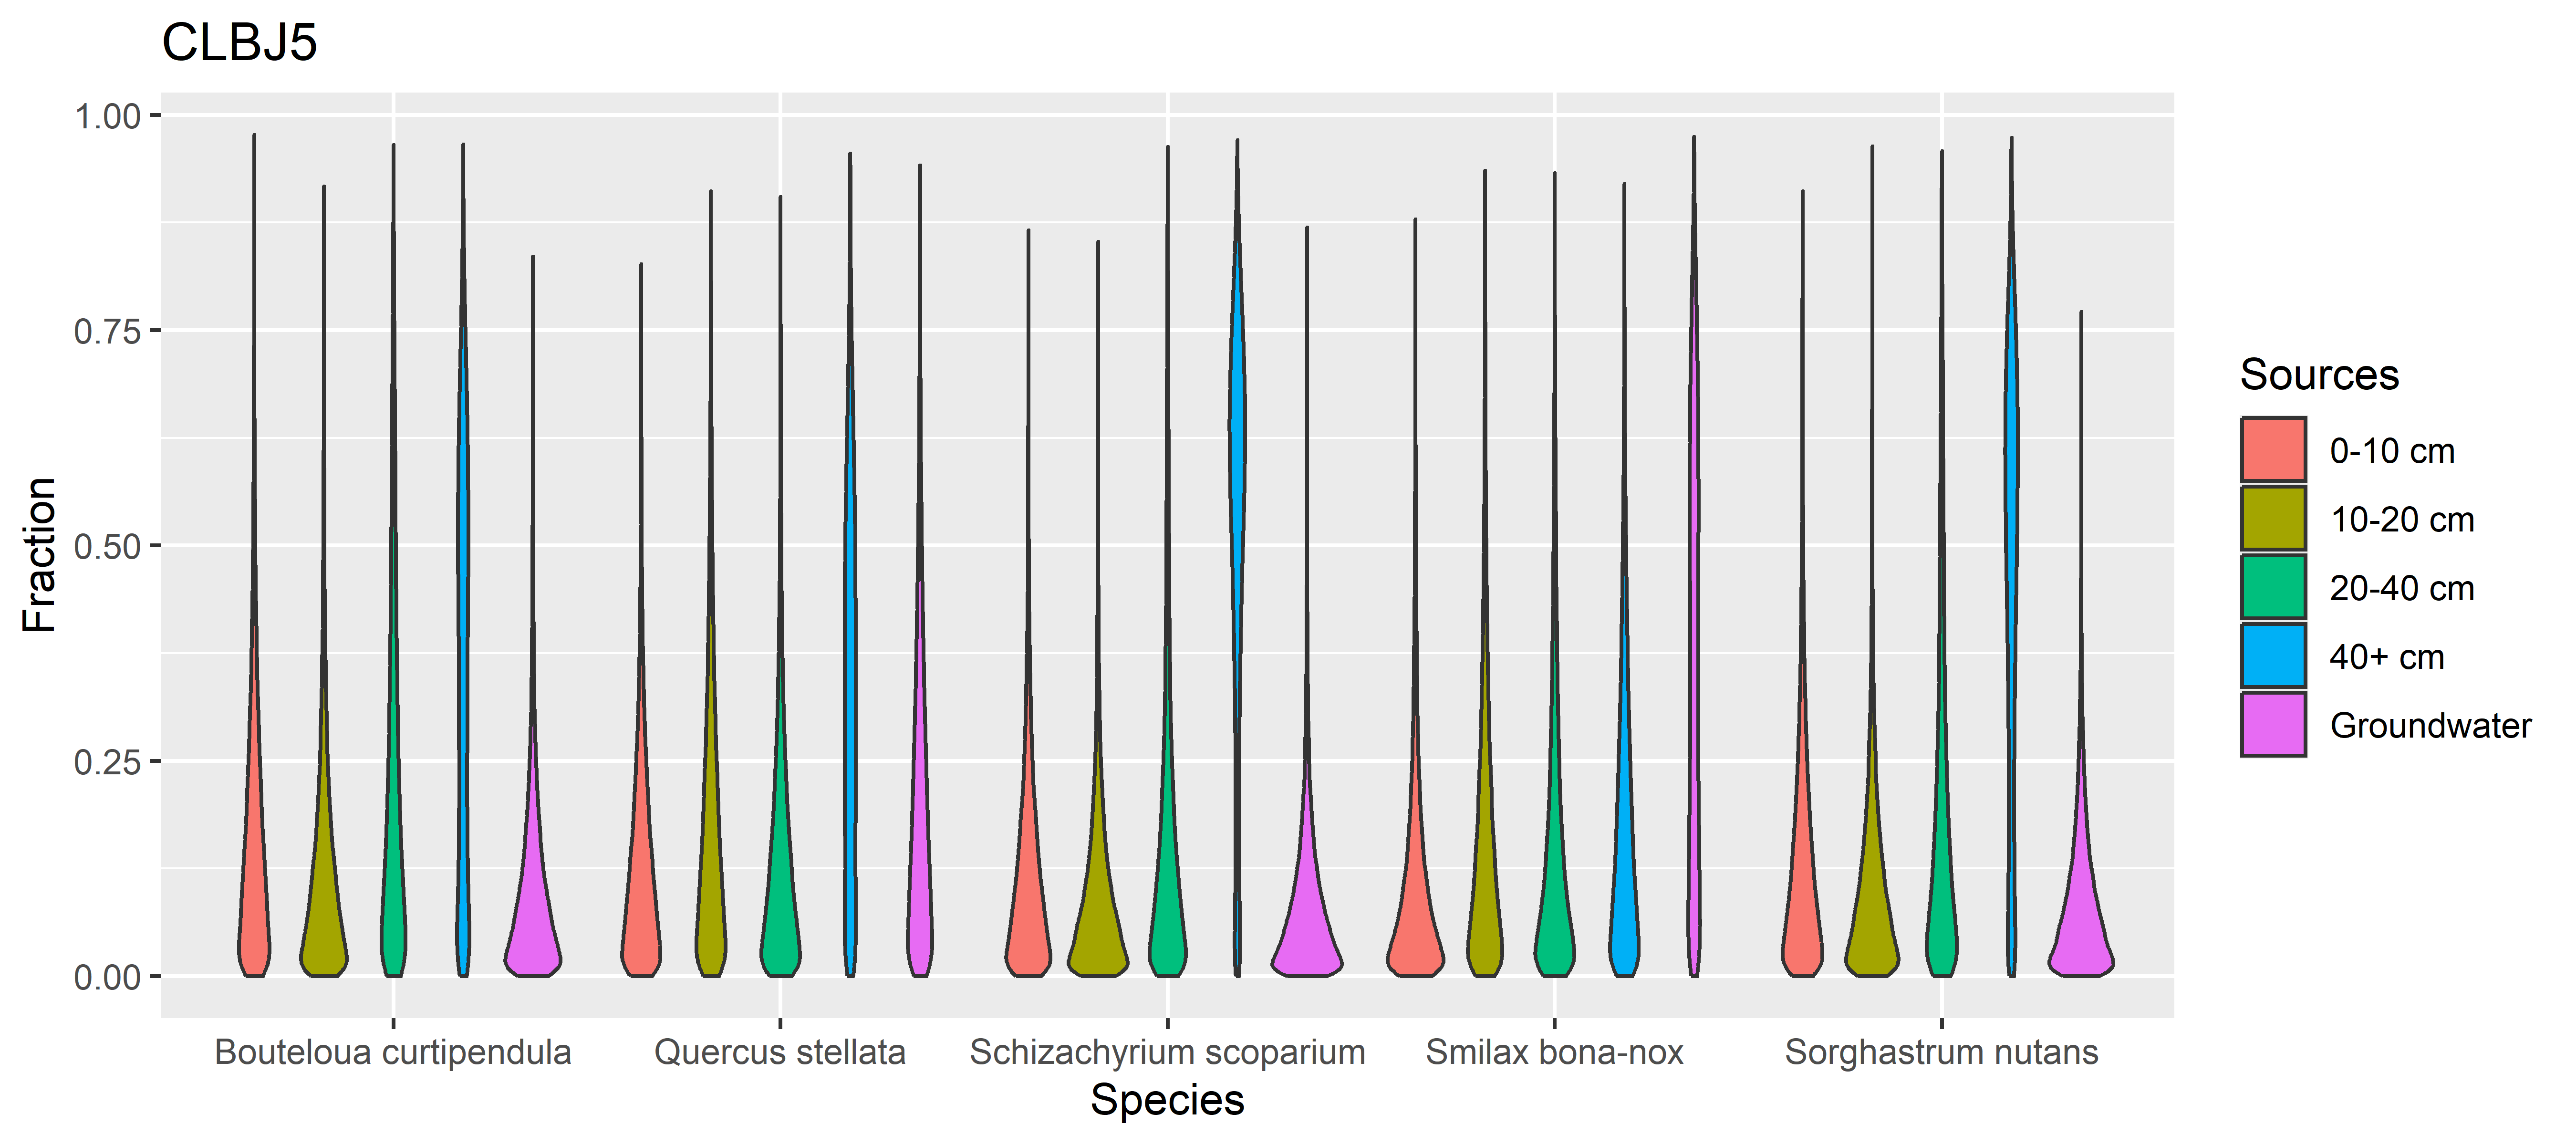 CLBJ5
1.00
0.75
0.50
0.25
0.00
Fraction
Bouteloua curtipendula
Quercus stellata
Schizachyrium scoparium
Smilax bona-nox
Sorghastrum nutans
Species
Sources
0-10 cm
10-20 cm
20-40 cm
40+ cm
Groundwater